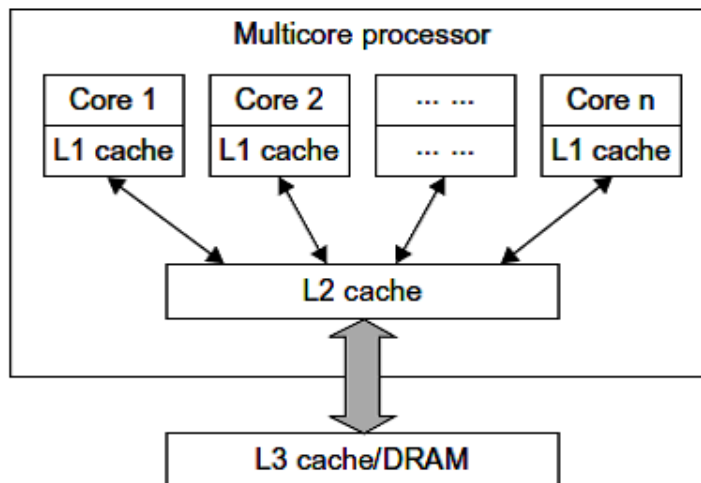 Multicore processor
Core 1
Core 2
... ...
Core n
L1 cache
L1 cache
... ...
L1 cache
L2 cache
L3 cache/DRAM